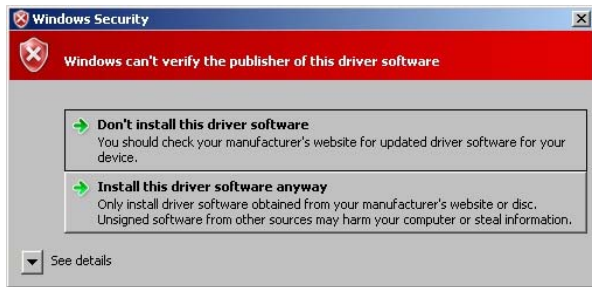 Windows Security
Windows can't verify the publisher of this driver software
Don't install this driver software
You should check your manufacturer's website for updated driver software for your
device.
Install this driver software anyway
Only install driver software obtained from your manufacturer's website or disc.
Unsigned software from other sources may harm your computer or steal information.
See details